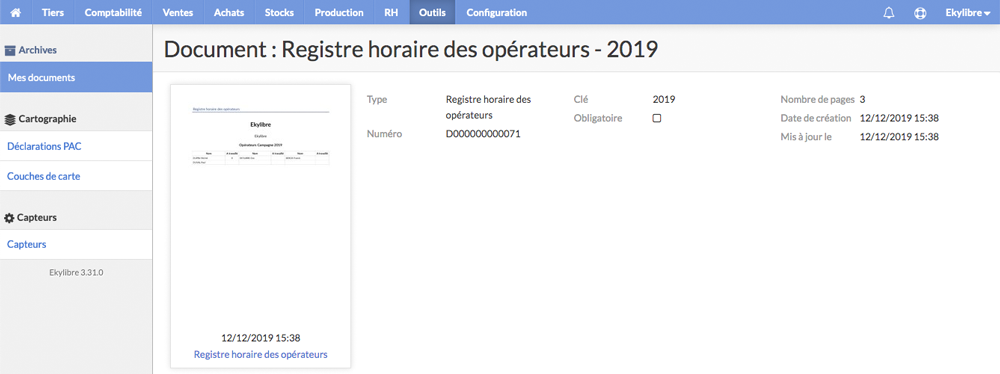 Tiers Comptabilité Ventes Achats Stocks Production RH Outils Configuration Ekylibre
Document : Registre horaire des opérateurs - 2019
Archives
Mes documents
Cartographie
Déclarations PAC
Couches de carte
Capteurs
Capteurs
Ekylibre 3.31.0
Registre horaire des opérateurs
Ekylibre
Ekylibre
Opérateurs Campagne 2019
12/12/2019 15:38
Registre horaire des opérateurs
Type Registre horaire des
opérateurs
Numéro D000000000071
Clé 2019
Obligatoire
Nombre de pages 3
Date de création 12/12/2019 15:38
Mis à jour le 12/12/2019 15:38